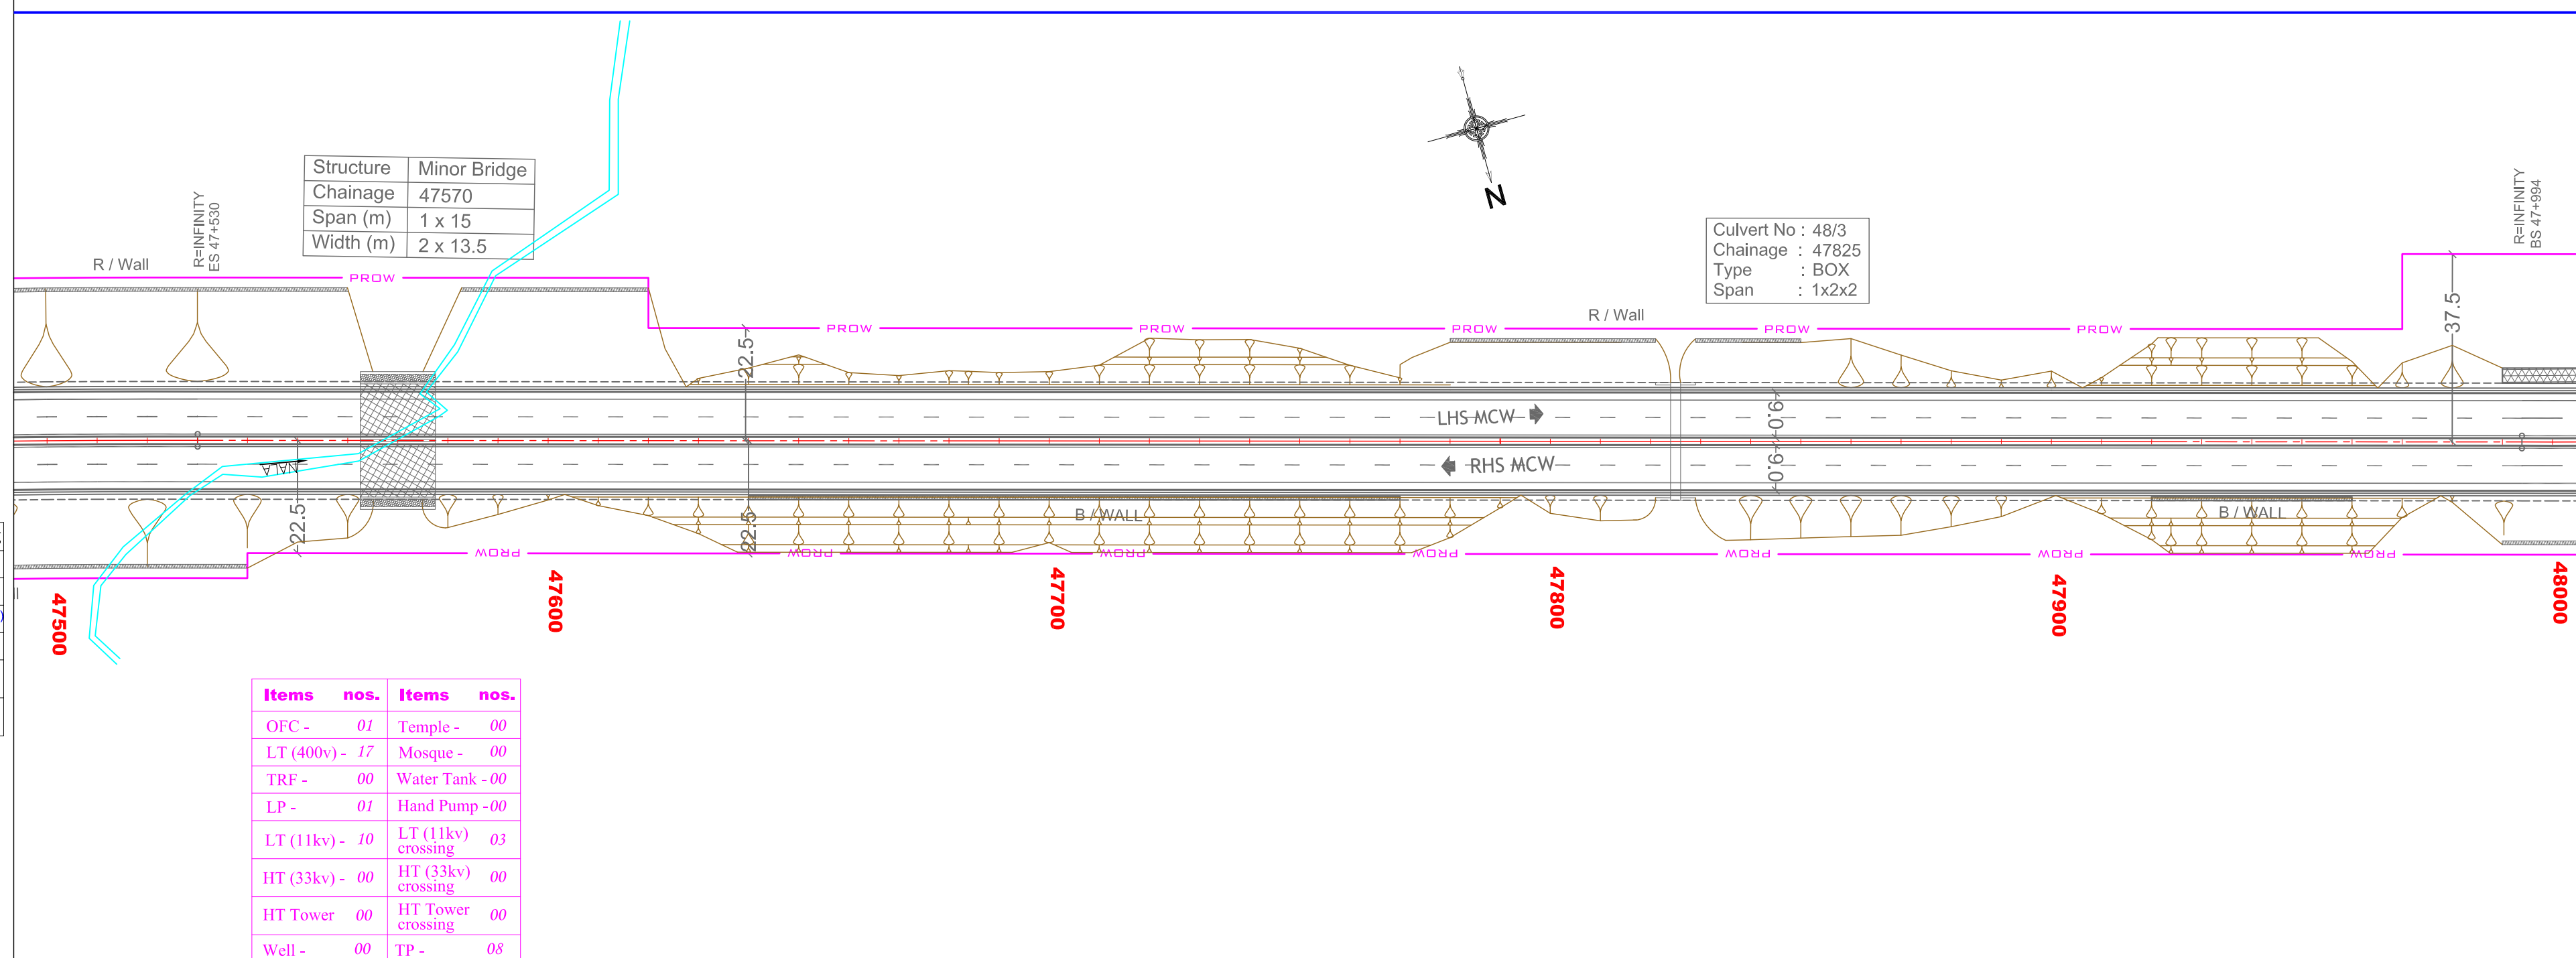 Structure Minor Bridge
Chainage 47570
Span (m) 1 x 15
Width (m) 2 x 13.5
R / Wall
R=INFINITY
ES 47+530
PROW
N
Culvert No : 48/3
Chainage : 47825
Type : BOX
Span : 1x2x2
R=INFINITY
BS 47+994
PROW
PROW
PROW
R / Wall
PROW
PROW
22.5
37.5
LHS MCW
9.0
NALA
RHS MCW
9.0
22.5
22.5
B / WALL
B / WALL
PROW
PROW
PROW
PROW
PROW
PROW
PROW
47500
47600
47700
47800
47900
48000
Items nos. Items nos.
OFC - 01 Temple - 00
LT (400v) - 17 Mosque - 00
TRF - 00 Water Tank - 00
LP - 01 Hand Pump - 00
LT (11kv) - 10 LT (11kv) crossing 03
HT (33kv) - 00 HT (33kv) crossing 00
HT Tower 00 HT Tower crossing 00
Well - 00 TP - 08